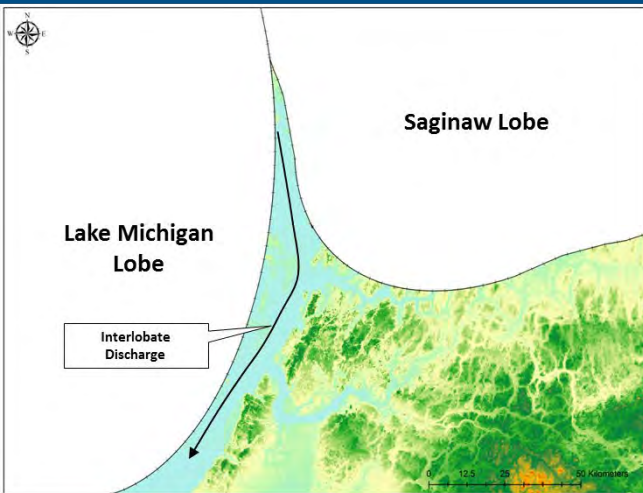 N
W E
S
Saginaw Lobe
Lake Michigan
Lobe
Interlobate
Discharge
0 12.5 25 50 Kilometers